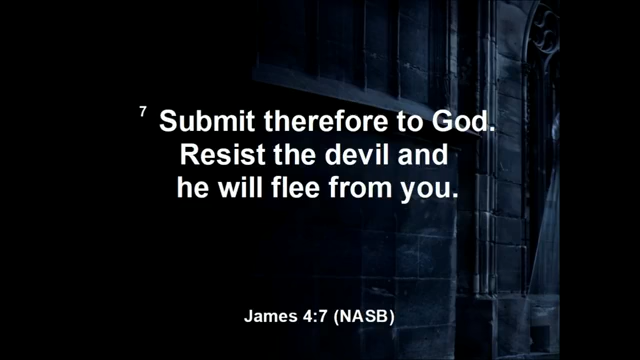 7 Submit therefore to God.
Resist the devil and
he will flee from you.
James 4:7 (NASB)